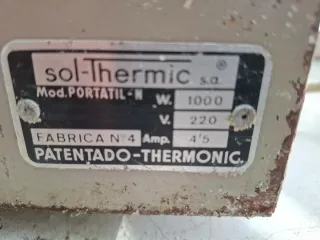 sol-Thermic ® s.a.
Mod. PORTATIL-N W. 1000
V. 220
FABRICA Nº 4 Amp. 4'5
PATENTADO-THERMONIC.